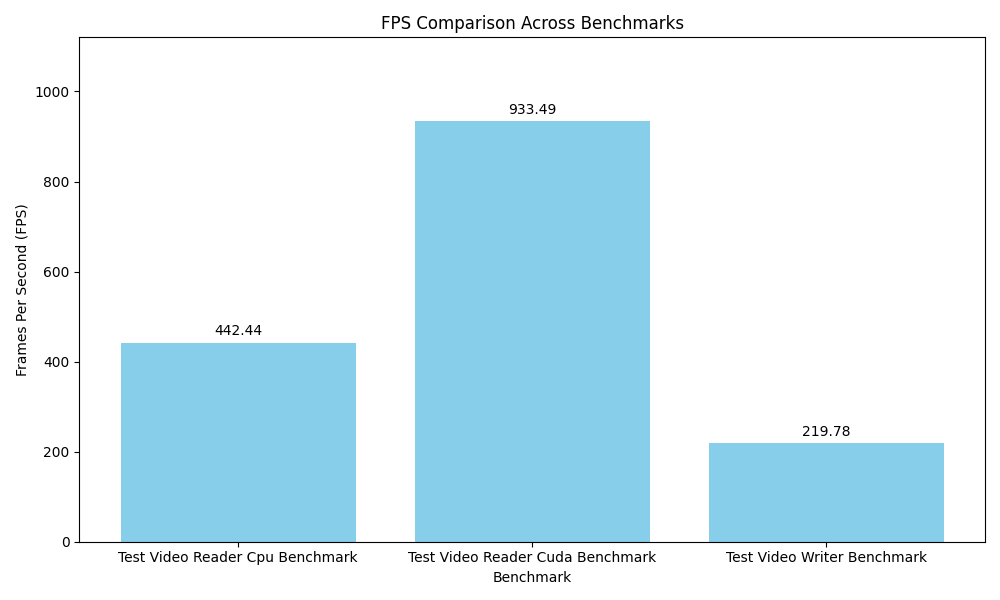 FPS Comparison Across Benchmarks
Frames Per Second (FPS)
1000
800
600
400
200
0
442.44
933.49
219.78
Test Video Reader Cpu Benchmark
Test Video Reader Cuda Benchmark
Test Video Writer Benchmark
Benchmark